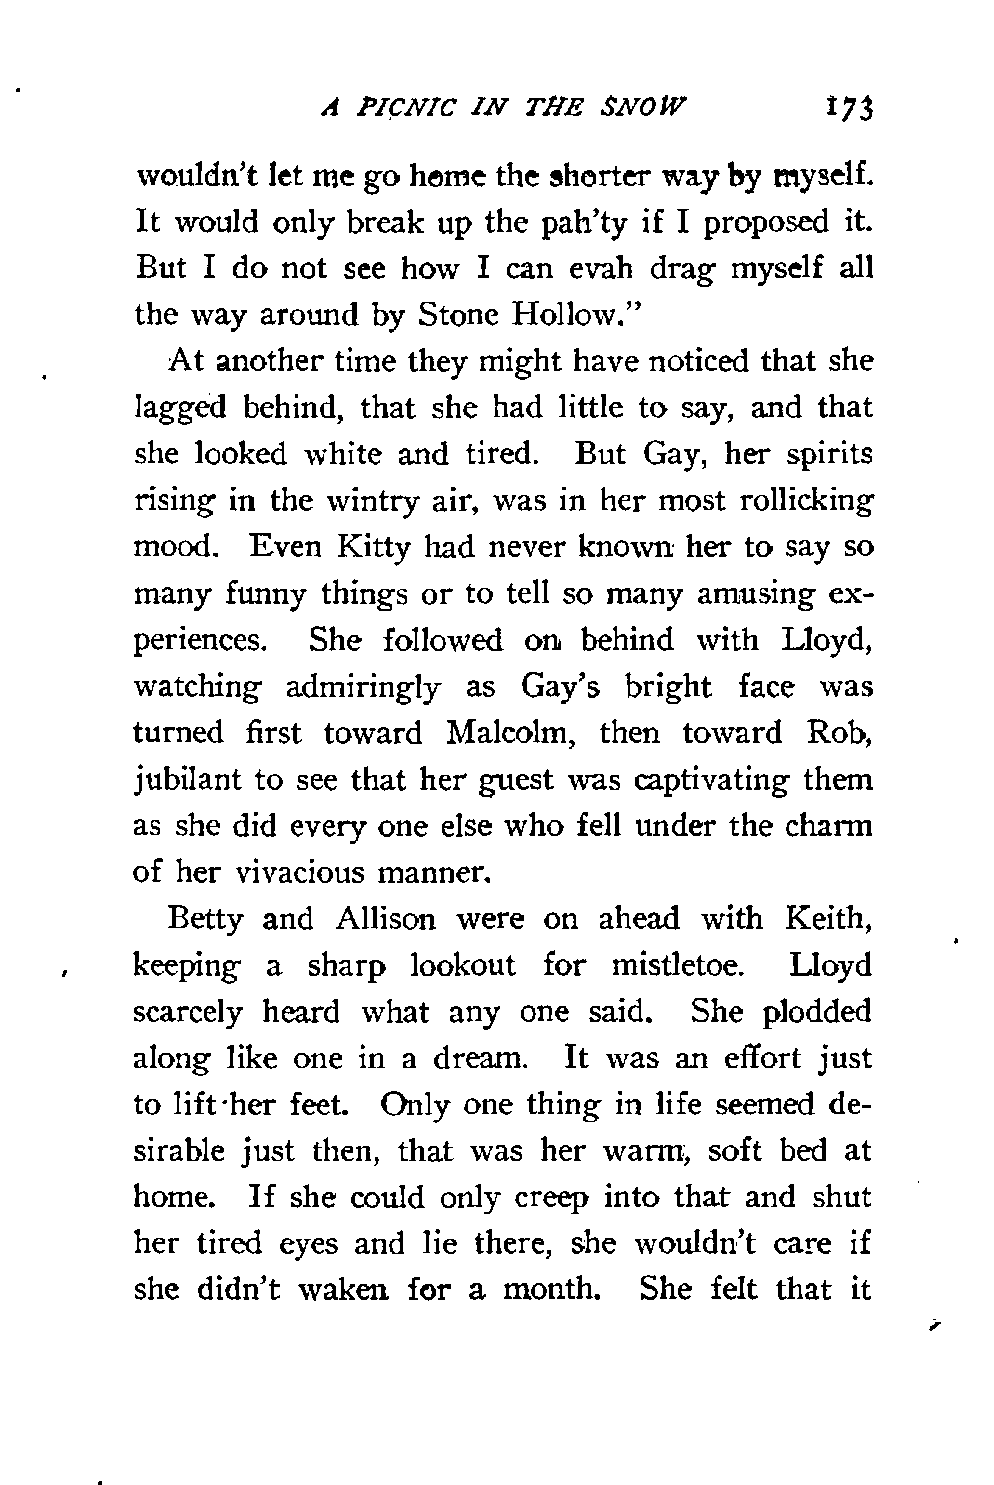 A PICNIC IN THE SNOW 173
wouldn't let me go home the shorter way by myself.
It would only break up the pah'ty if I proposed it.
But I do not see how I can evah drag myself all
the way around by Stone Hollow."
At another time they might have noticed that she
lagged behind, that she had little to say, and that
she looked white and tired. But Gay, her spirits
rising in the wintry air, was in her most rollicking
mood. Even Kitty had never known her to say so
many funny things or to tell so many amusing ex-
periences. She followed on behind with Lloyd,
watching admiringly as Gay's bright face was
turned first toward Malcolm, then toward Rob,
jubilant to see that her guest was captivating them
as she did every one else who fell under the charm
of her vivacious manner.
Betty and Allison were on ahead with Keith,
keeping a sharp lookout for mistletoe. Lloyd
scarcely heard what any one said. She plodded
along like one in a dream. It was an effort just
to lift her feet. Only one thing in life seemed de-
sirable just then, that was her warm, soft bed at
home. If she could only creep into that and shut
her tired eyes and lie there, she wouldn't care if
she didn't waken for a month. She felt that it